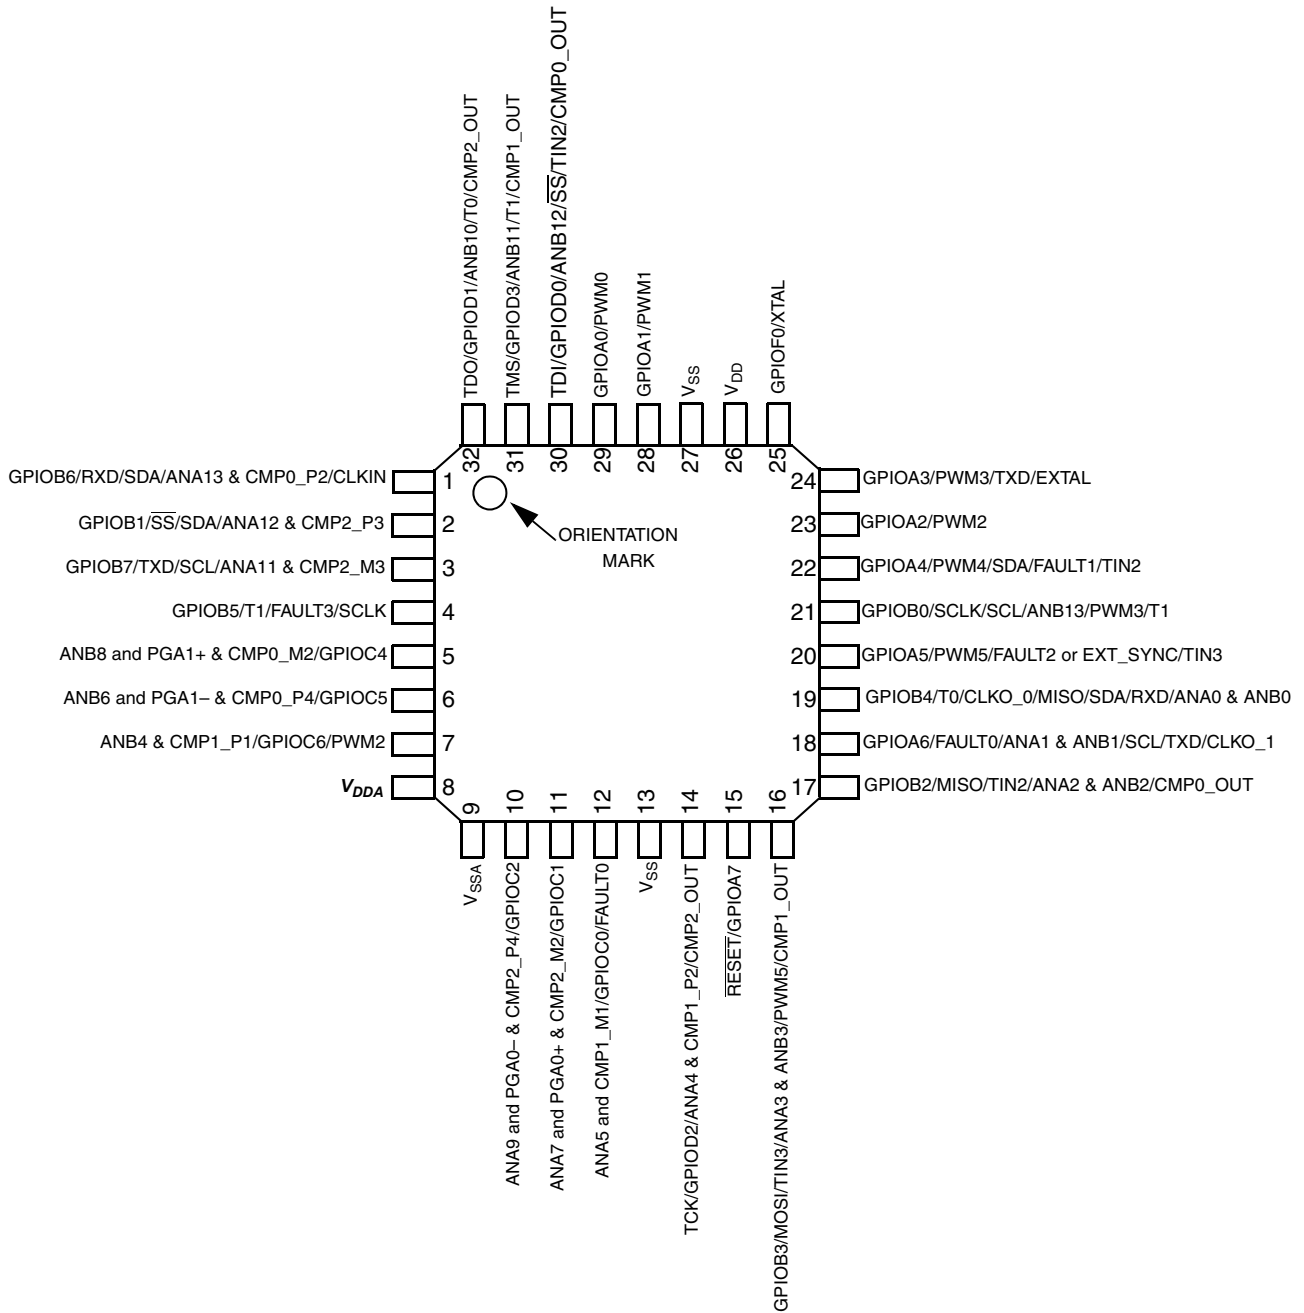 TDO/GPIOD1/ANB10/T0/CMP2_OUT
TMS/GPIOD3/ANB11/T1/CMP1_OUT
TDI/GPIOD0/ANB12/S̅S̅/TIN2/CMP0_OUT
GPIOA0/PWM0
GPIOA1/PWM1
VSS
VDD
GPIOF0/XTAL
32
31
30
29
28
27
26
25
GPIOB6/RXD/SDA/ANA13 & CMP0_P2/CLKIN
1
GPIOB1/S̅S̅/SDA/ANA12 & CMP2_P3
2
GPIOB7/TXD/SCL/ANA11 & CMP2_M3
3
GPIOB5/T1/FAULT3/SCLK
4
ANB8 and PGA1+ & CMP0_M2/GPIOC4
5
ANB6 and PGA1– & CMP0_P4/GPIOC5
6
ANB4 & CMP1_P1/GPIOC6/PWM2
7
VDDA
8
ORIENTATION
MARK
24
GPIOA3/PWM3/TXD/EXTAL
23
GPIOA2/PWM2
22
GPIOA4/PWM4/SDA/FAULT1/TIN2
21
GPIOB0/SCLK/SCL/ANB13/PWM3/T1
20
GPIOA5/PWM5/FAULT2 or EXT_SYNC/TIN3
19
GPIOB4/T0/CLKO_0/MISO/SDA/RXD/ANA0 & ANB0
18
GPIOA6/FAULT0/ANA1 & ANB1/SCL/TXD/CLKO_1
17
GPIOB2/MISO/TIN2/ANA2 & ANB2/CMP0_OUT
9
10
11
12
13
14
15
16
VSSA
ANA9 and PGA0– & CMP2_P4/GPIOC2
ANA7 and PGA0+ & CMP2_M2/GPIOC1
ANA5 and CMP1_M1/GPIOC0/FAULT0
VSS
TCK/GPIOD2/ANA4 & CMP1_P2/CMP2_OUT
R̅E̅S̅E̅T̅/GPIOA7
GPIOB3/MOSI/TIN3/ANA3 & ANB3/PWM5/CMP1_OUT